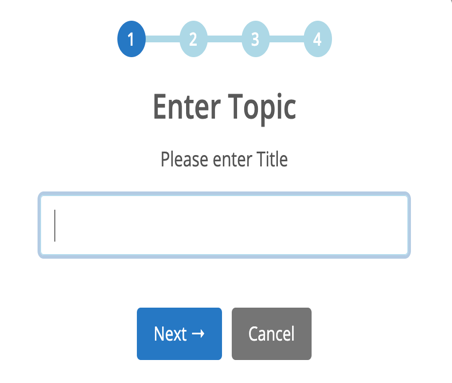 1 2 3 4
Enter Topic
Please enter Title
Next →
Cancel